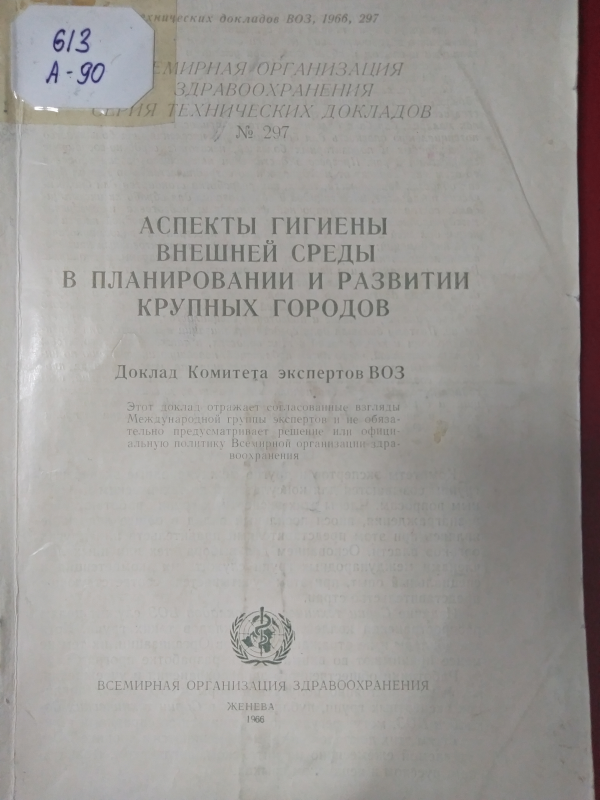 613
А-90
технических докладов ВОЗ, 1966, 297
ВСЕМИРНАЯ ОРГАНИЗАЦИЯ
ЗДРАВООХРАНЕНИЯ
СЕРИЯ ТЕХНИЧЕСКИХ ДОКЛАДОВ
№ 297
АСПЕКТЫ ГИГИЕНЫ
ВНЕШНЕЙ СРЕДЫ
В ПЛАНИРОВАНИИ И РАЗВИТИИ
КРУПНЫХ ГОРОДОВ
Доклад Комитета экспертов ВОЗ
Этот доклад отражает согласованные взгляды
Международной группы экспертов и не обяза-
тельно предусматривает решение или офици-
альную политику Всемирной организации здра-
воохранения
ВСЕМИРНАЯ ОРГАНИЗАЦИЯ ЗДРАВООХРАНЕНИЯ
ЖЕНЕВА
1966